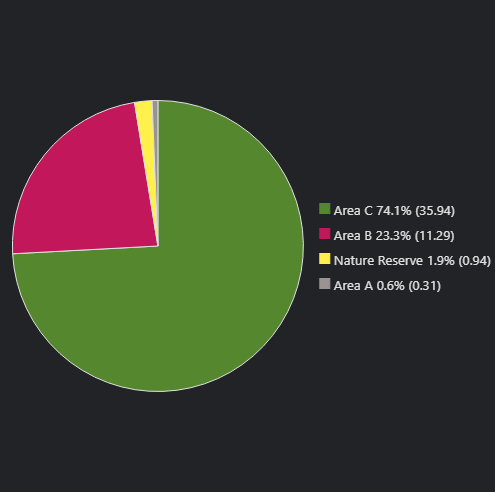 Area C 74.1% (35.94)
Area B 23.3% (11.29)
Nature Reserve 1.9% (0.94)
Area A 0.6% (0.31)